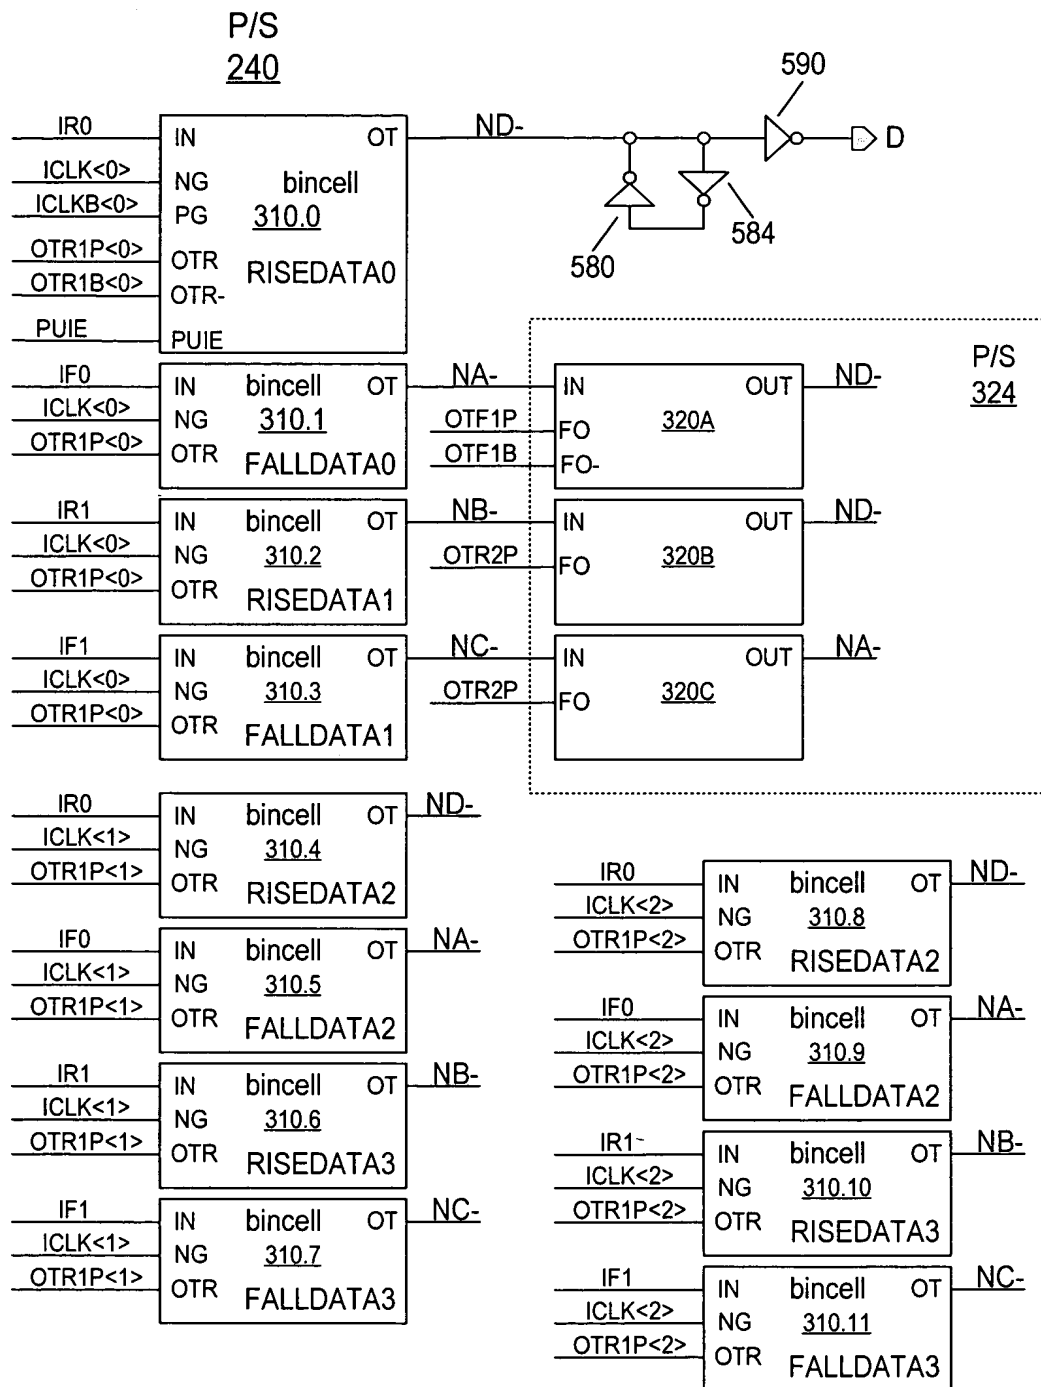 P/S
240
590
IR0
IN
OT
ND-
D
ICLK<0>
NG
bincell
ICLKB<0>
PG
310.0
584
OTR1P<0>
OTR
RISEDATA0
580
OTR1B<0>
OTR-
PUIE
PUIE
P/S
324
IF0
IN
bincell
OT
NA-
IN
OUT
ND-
ICLK<0>
NG
310.1
OTF1P
FO
320A
OTR1P<0>
OTR
FALLDATA0
OTF1B
FO-
IR1
IN
bincell
OT
NB-
IN
OUT
ND-
ICLK<0>
NG
310.2
OTR2P
FO
320B
OTR1P<0>
OTR
RISEDATA1
IF1
IN
bincell
OT
NC-
IN
OUT
NA-
ICLK<0>
NG
310.3
OTR2P
FO
320C
OTR1P<0>
OTR
FALLDATA1
IR0
IN
bincell
OT
ND-
ICLK<1>
NG
310.4
OTR1P<1>
OTR
RISEDATA2
IF0
IN
bincell
OT
NA-
ICLK<1>
NG
310.5
OTR1P<1>
OTR
FALLDATA2
IR1
IN
bincell
OT
NB-
ICLK<1>
NG
310.6
OTR1P<1>
OTR
RISEDATA3
IF1
IN
bincell
OT
NC-
ICLK<1>
NG
310.7
OTR1P<1>
OTR
FALLDATA3
IR0
IN
bincell
OT
ND-
ICLK<2>
NG
310.8
OTR1P<2>
OTR
RISEDATA2
IF0
IN
bincell
OT
NA-
ICLK<2>
NG
310.9
OTR1P<2>
OTR
FALLDATA2
IR1
IN
bincell
OT
NB-
ICLK<2>
NG
310.10
OTR1P<2>
OTR
RISEDATA3
IF1
IN
bincell
OT
NC-
ICLK<2>
NG
310.11
OTR1P<2>
OTR
FALLDATA3